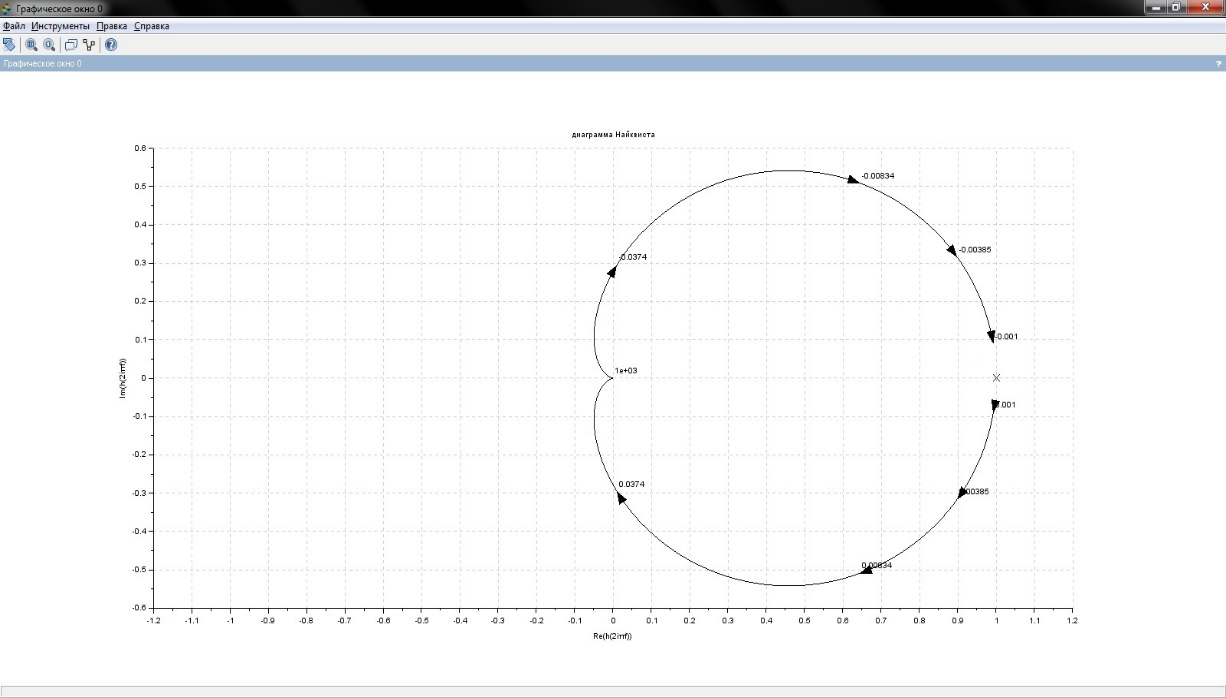 Графическое окно 0
Файл Инструменты Правка Справка
Графическое окно 0
?
диаграмма Найквиста
0.6
0.5
0.4
0.3
0.2
0.1
0
-0.1
-0.2
-0.3
-0.4
-0.5
-0.6
Im(h(2iπf))
-0.00834
-0.00385
-0.0374
-0.001
1e+03
0.001
0.0374
0.00385
0.00834
-1.2 -1.1 -1 -0.9 -0.8 -0.7 -0.6 -0.5 -0.4 -0.3 -0.2 -0.1 0 0.1 0.2 0.3 0.4 0.5 0.6 0.7 0.8 0.9 1 1.1 1.2
Re(h(2iπf))